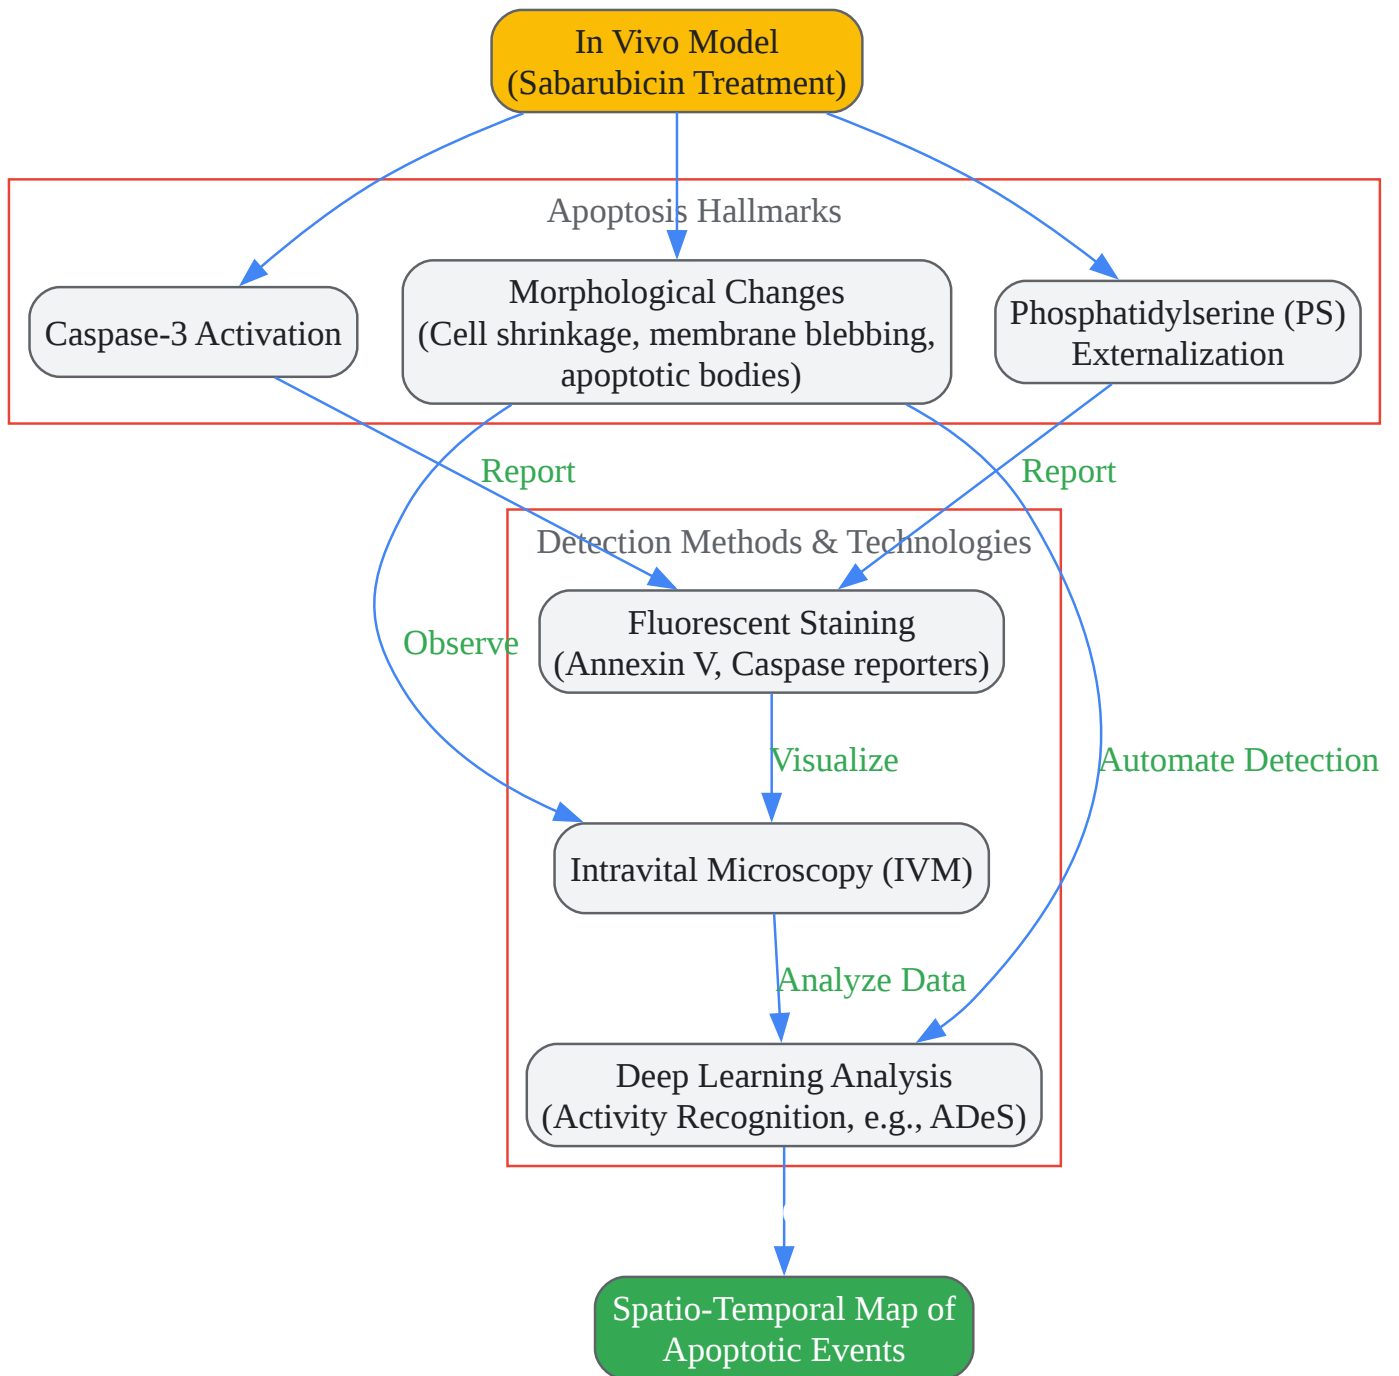 In Vivo Model
(Sabarubicin Treatment)
Apoptosis Hallmarks
Caspase-3 Activation
Morphological Changes
(Cell shrinkage, membrane blebbing,
apoptotic bodies)
Phosphatidylserine (PS)
Externalization
Report
Report
Detection Methods & Technologies
Fluorescent Staining
(Annexin V, Caspase reporters)
Observe
Visualize
Automate Detection
Intravital Microscopy (IVM)
Analyze Data
Deep Learning Analysis
(Activity Recognition, e.g., ADeS)
Spatio-Temporal Map of
Apoptotic Events